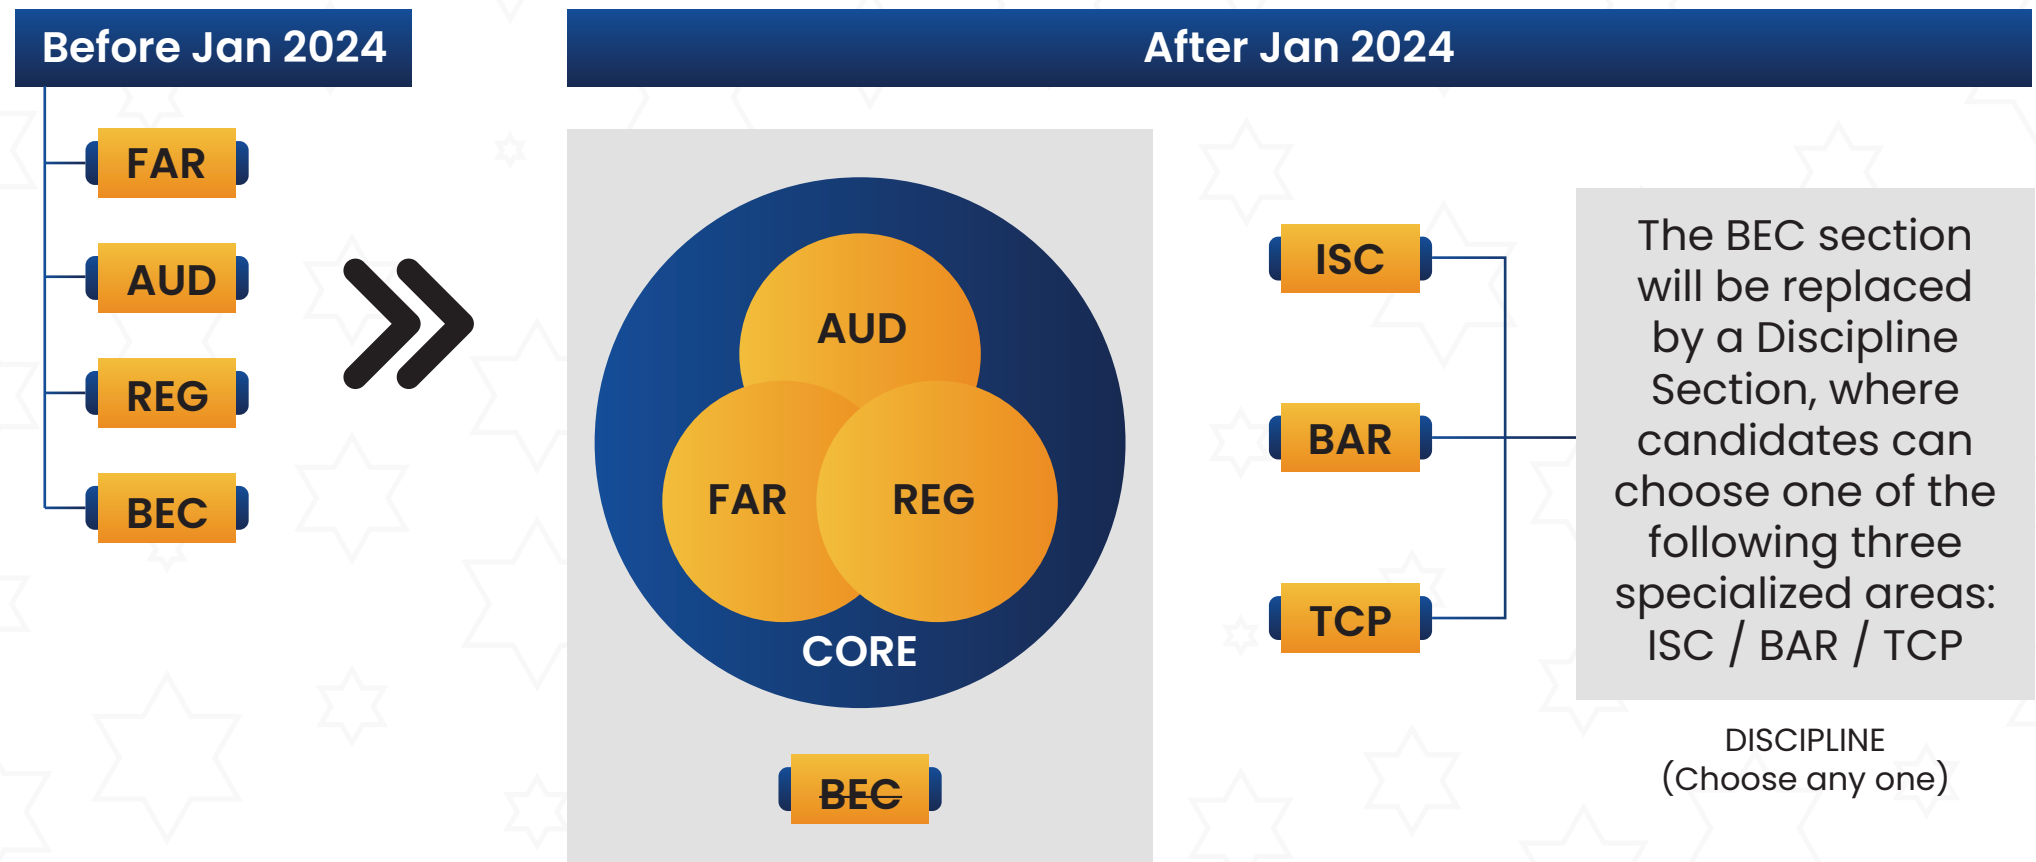 Before Jan 2024
FAR
AUD
REG
BEC
After Jan 2024
AUD
FAR
REG
CORE
BEC
ISC
BAR
TCP
The BEC section
will be replaced
by a Discipline
Section, where
candidates can
choose one of the
following three
specialized areas:
ISC / BAR / TCP
DISCIPLINE
(Choose any one)